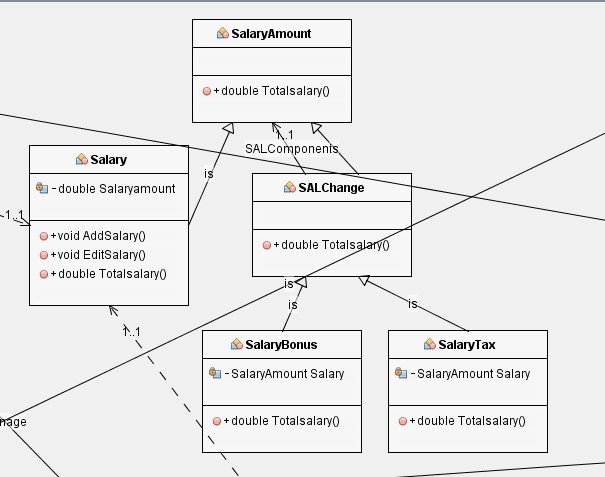 SalaryAmount
+ double Totalsalary()
1..1
SALComponents
Salary
- double Salaryamount
is
SALChange
1..1
+ void AddSalary()
+ void EditSalary()
+ double Totalsalary()
+ double Totalsalary()
is
is
is
1..1
SalaryBonus
- SalaryAmount Salary
+ double Totalsalary()
SalaryTax
- SalaryAmount Salary
+ double Totalsalary()
nage